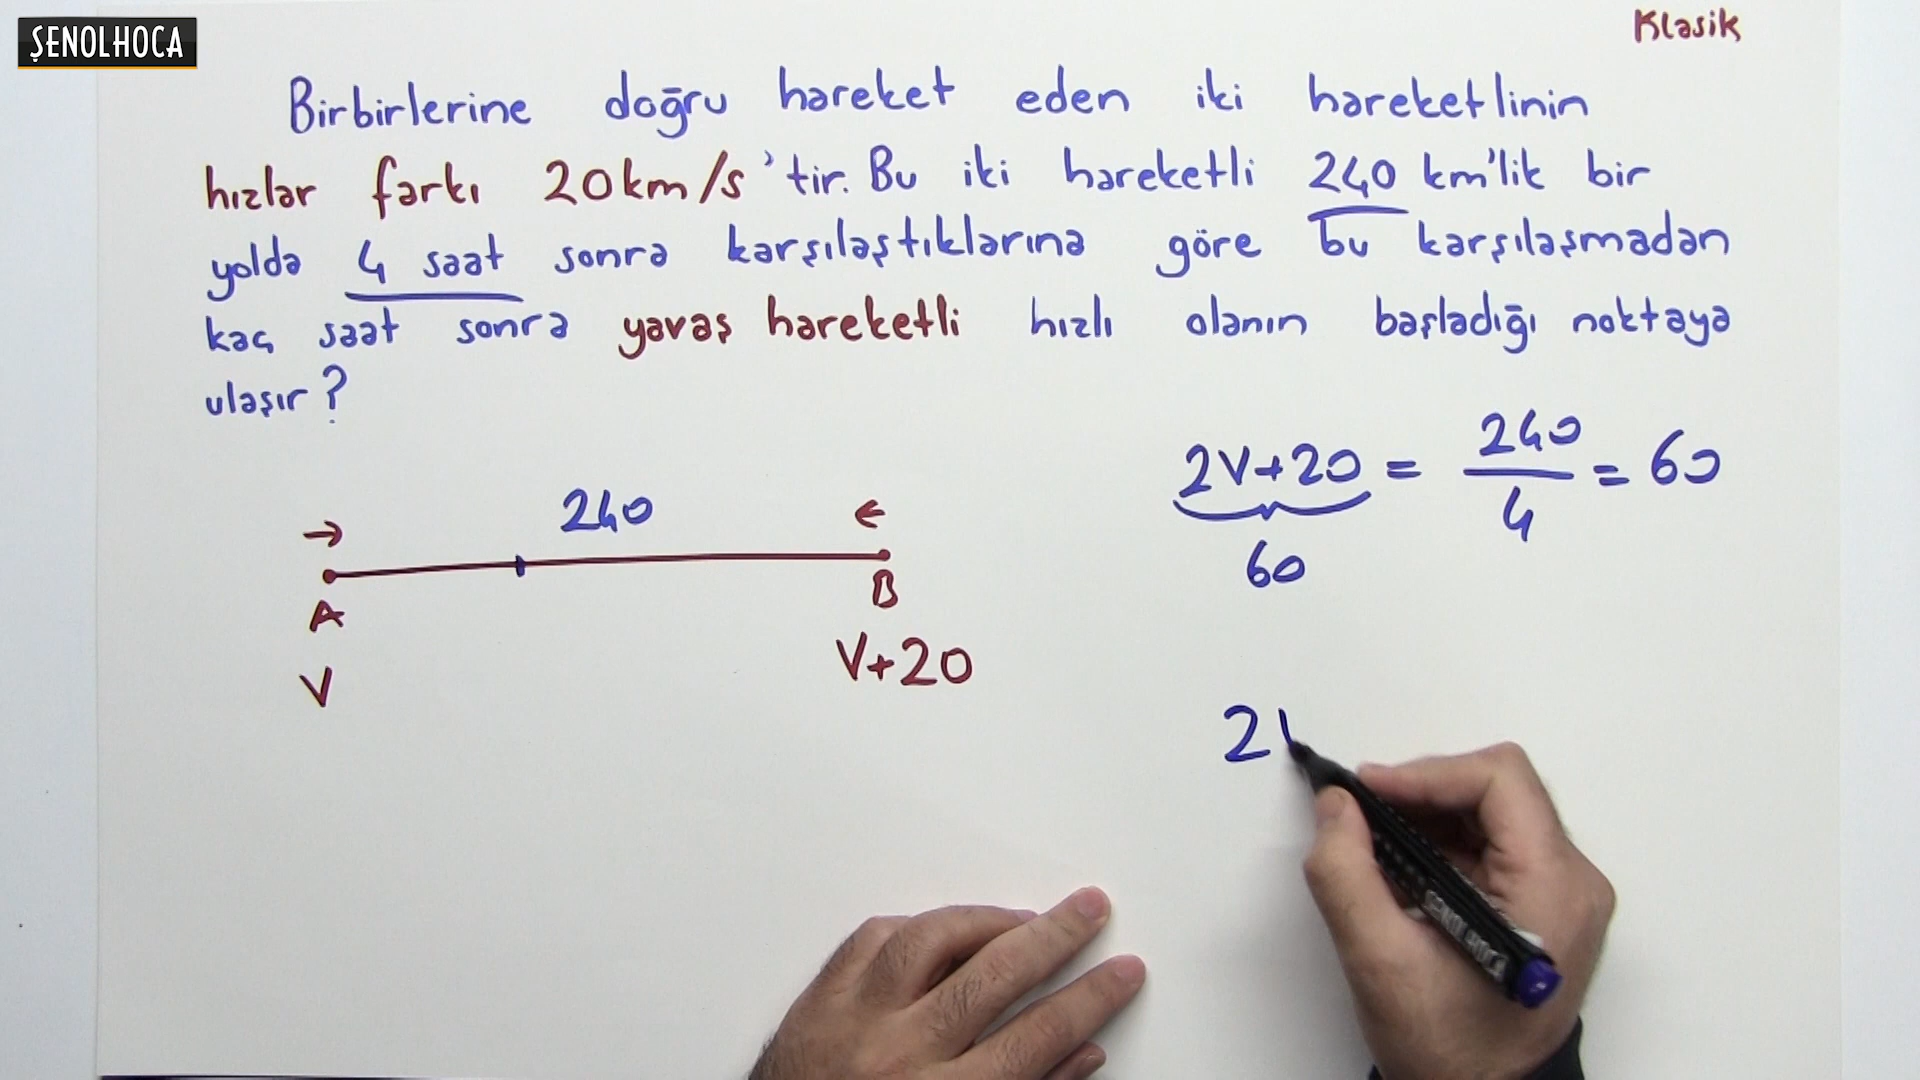 ŞENOLHOCA
Klasik
Birbirlerine doğru hareket eden iki hareketlinin
hızlar farkı 20km/s'tir. Bu iki hareketli 240 km'lik bir
yolda 4 saat sonra karşılaştıklarına göre bu karşılaşmadan
kaç saat sonra yavaş hareketli hızlı olanın başladığı noktaya
ulaşır?
2V+20 = 240/4 = 60
60
→ 240 ←
A B
V V+20
2V
SENOLHOCA